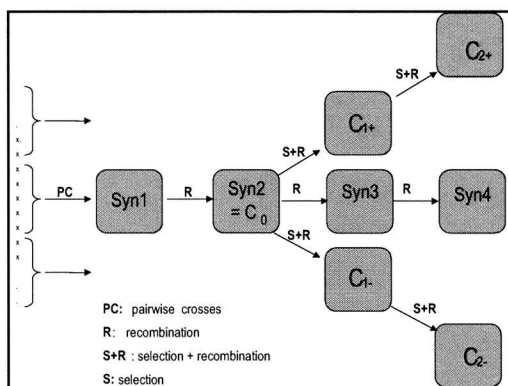 C2+
S+R
C1+
S+R
x.
x
x
x
x
x
x
x
x
PC
Syn1
R
Syn2
= C0
R
Syn3
R
Syn4
S+R
C1-
S+R
C2-
PC: pairwise crosses
R: recombination
S+R : selection + recombination
S: selection